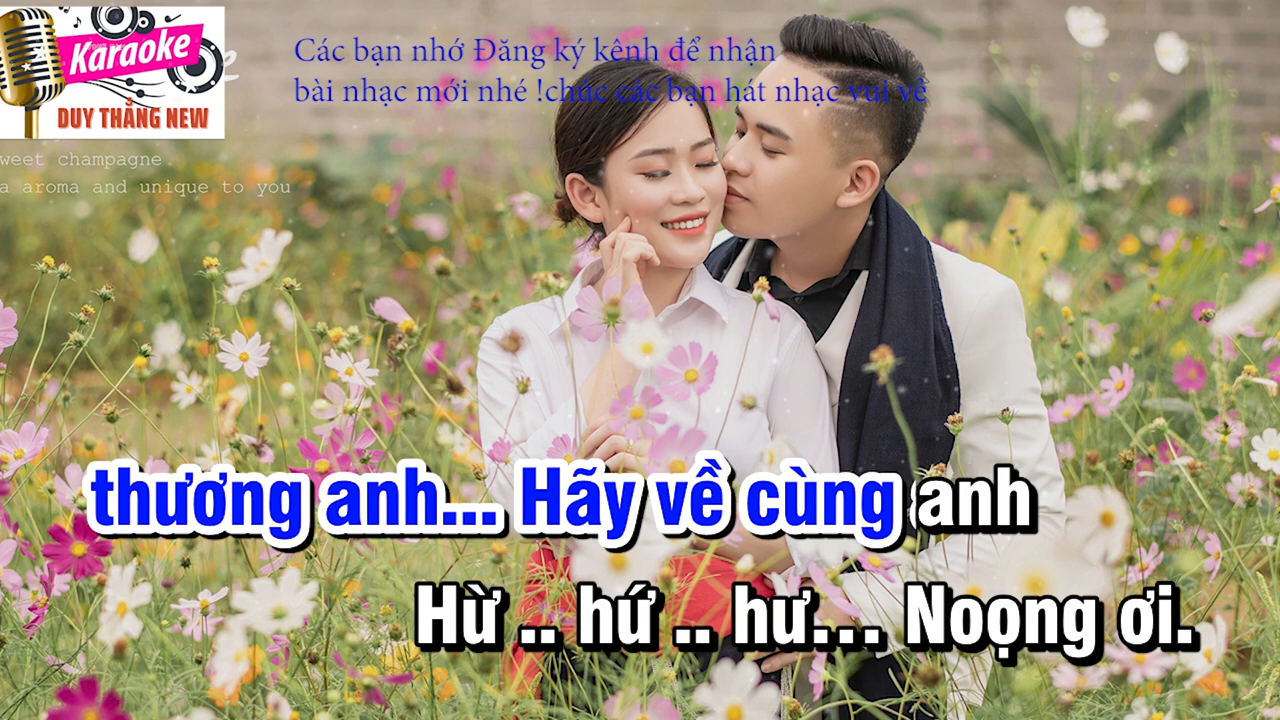 Karaoke
DUY THẮNG NEW
Các bạn nhớ Đăng ký kênh để nhận
bài nhạc mới nhé !chúc các bạn hát nhạc vui vẻ
weet champagne
a aroma and unique to you
thương anh... Hãy về cùng anh
Hừ .. hứ .. hư... Noọng ơi.